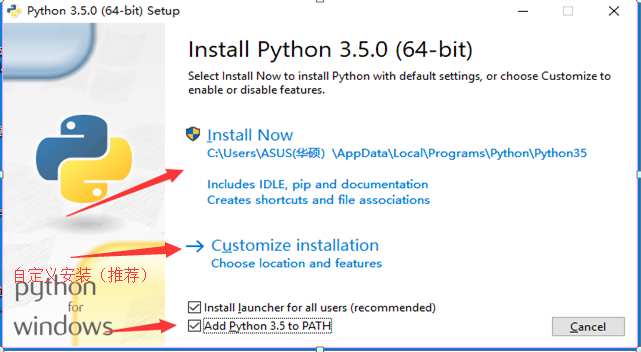 Python 3.5.0 (64-bit) Setup
Install Python 3.5.0 (64-bit)
Select Install Now to install Python with default settings, or choose Customize to
enable or disable features.
Install Now
C:\Users\ASUS(华硕）\AppData\Local\Programs\Python\Python35
Includes IDLE, pip and documentation
Creates shortcuts and file associations
Customize installation
Choose location and features
自定义安装（推荐）
python
for
windows
Install launcher for all users (recommended)
Add Python 3.5 to PATH
Cancel